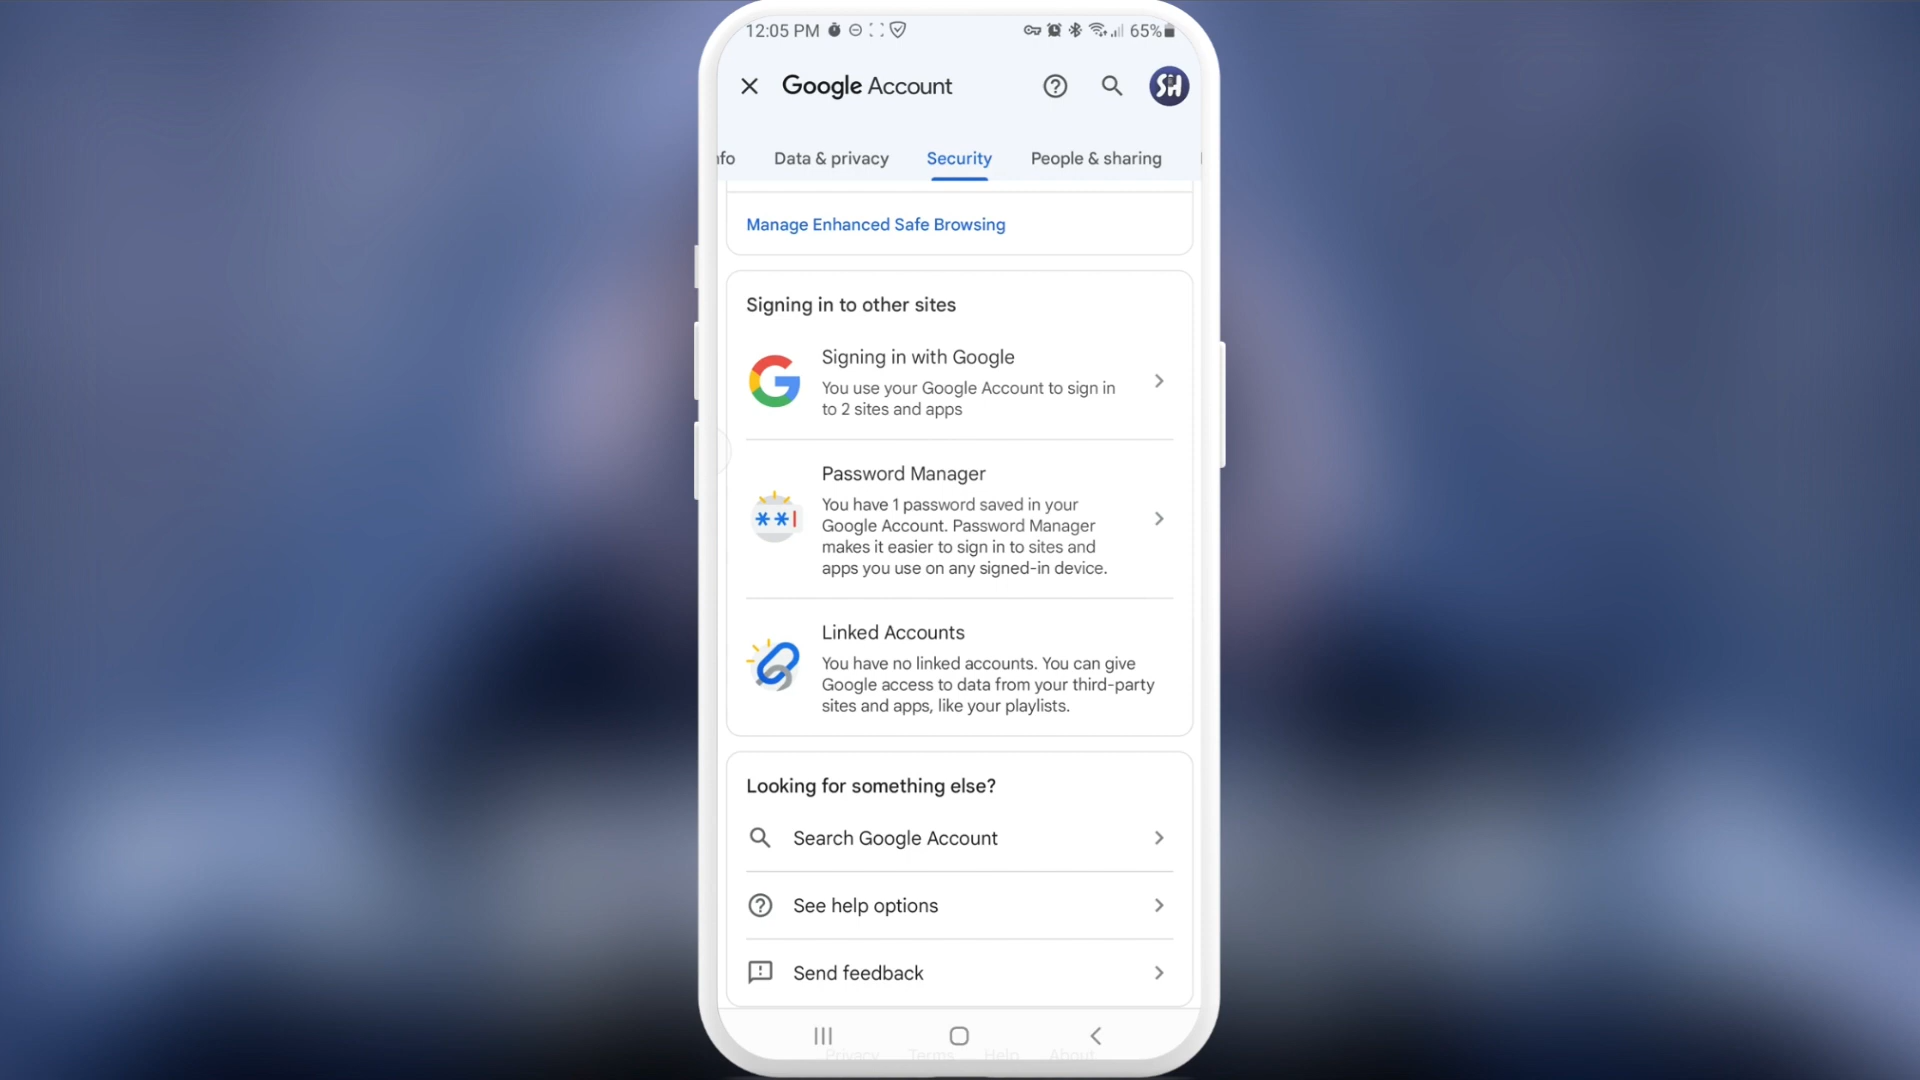 12:05 PM 65%
Google Account SH
nfo Data & privacy Security People & sharing
Manage Enhanced Safe Browsing
Signing in to other sites
Signing in with Google
You use your Google Account to sign in
to 2 sites and apps
Password Manager
You have 1 password saved in your
Google Account. Password Manager
makes it easier to sign in to sites and
apps you use on any signed-in device.
Linked Accounts
You have no linked accounts. You can give
Google access to data from your third-party
sites and apps, like your playlists.
Looking for something else?
Search Google Account
See help options
Send feedback
Privacy Terms Help About